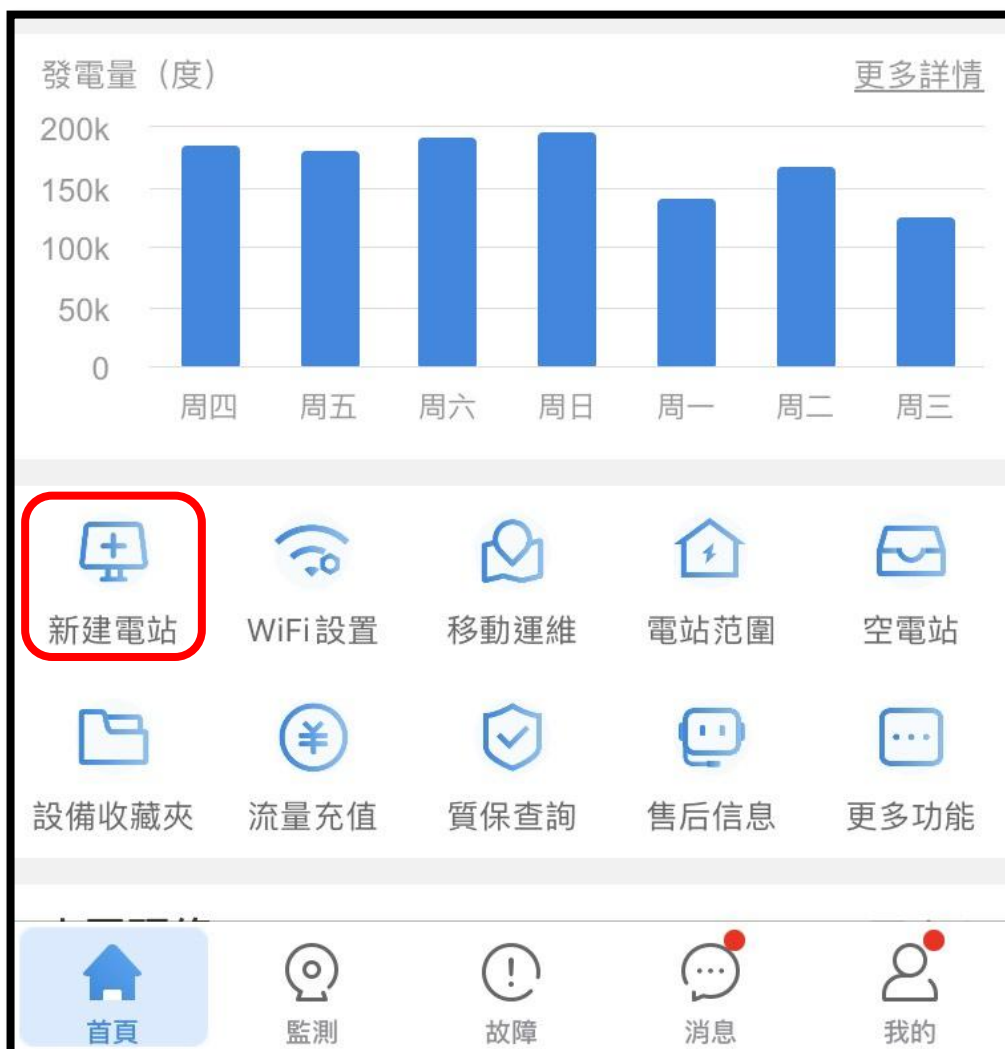 發電量（度） 更多詳情
200k
150k
100k
50k
0
周四 周五 周六 周日 周一 周二 周三
新建電站 WiFi設置 移動運維 電站范圍 空電站
設備收藏夾 流量充值 質保查詢 售后信息 更多功能
首頁 監測 故障 消息 我的